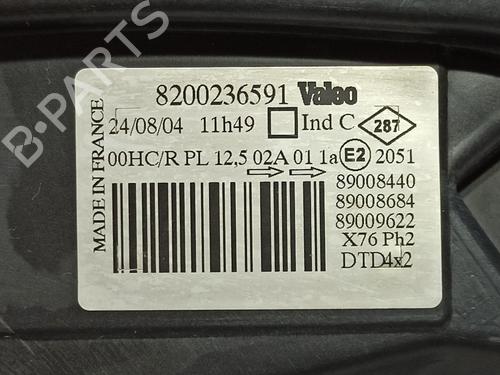 8200236591 Valeo
24/08/04 11h49 Ind C 287
00HC/R PL 12,5 02A 01 1a E2 2051
89008440
89008684
89009622
X76 Ph2
DTD4x2
MADE IN FRANCE
B-PARTS